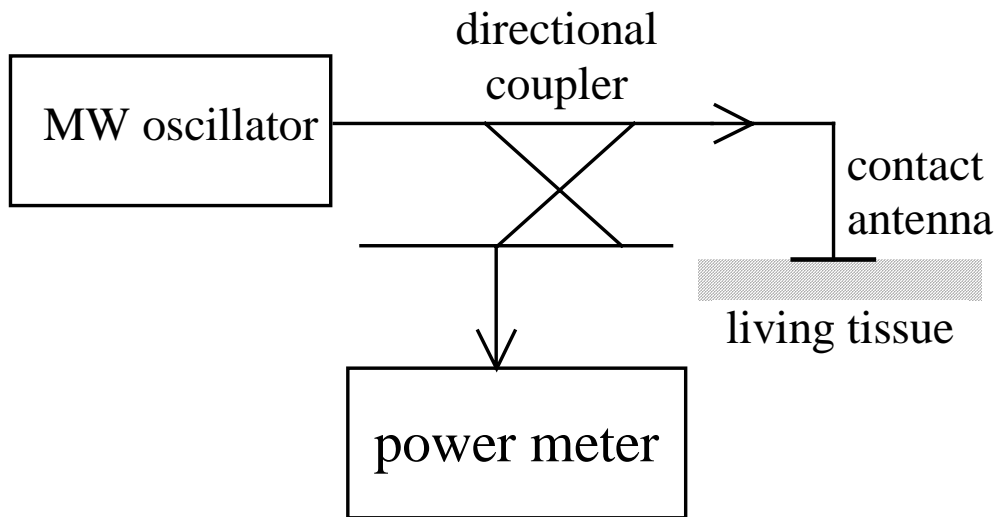 directional
coupler
MW oscillator
contact
antenna
living tissue
power meter